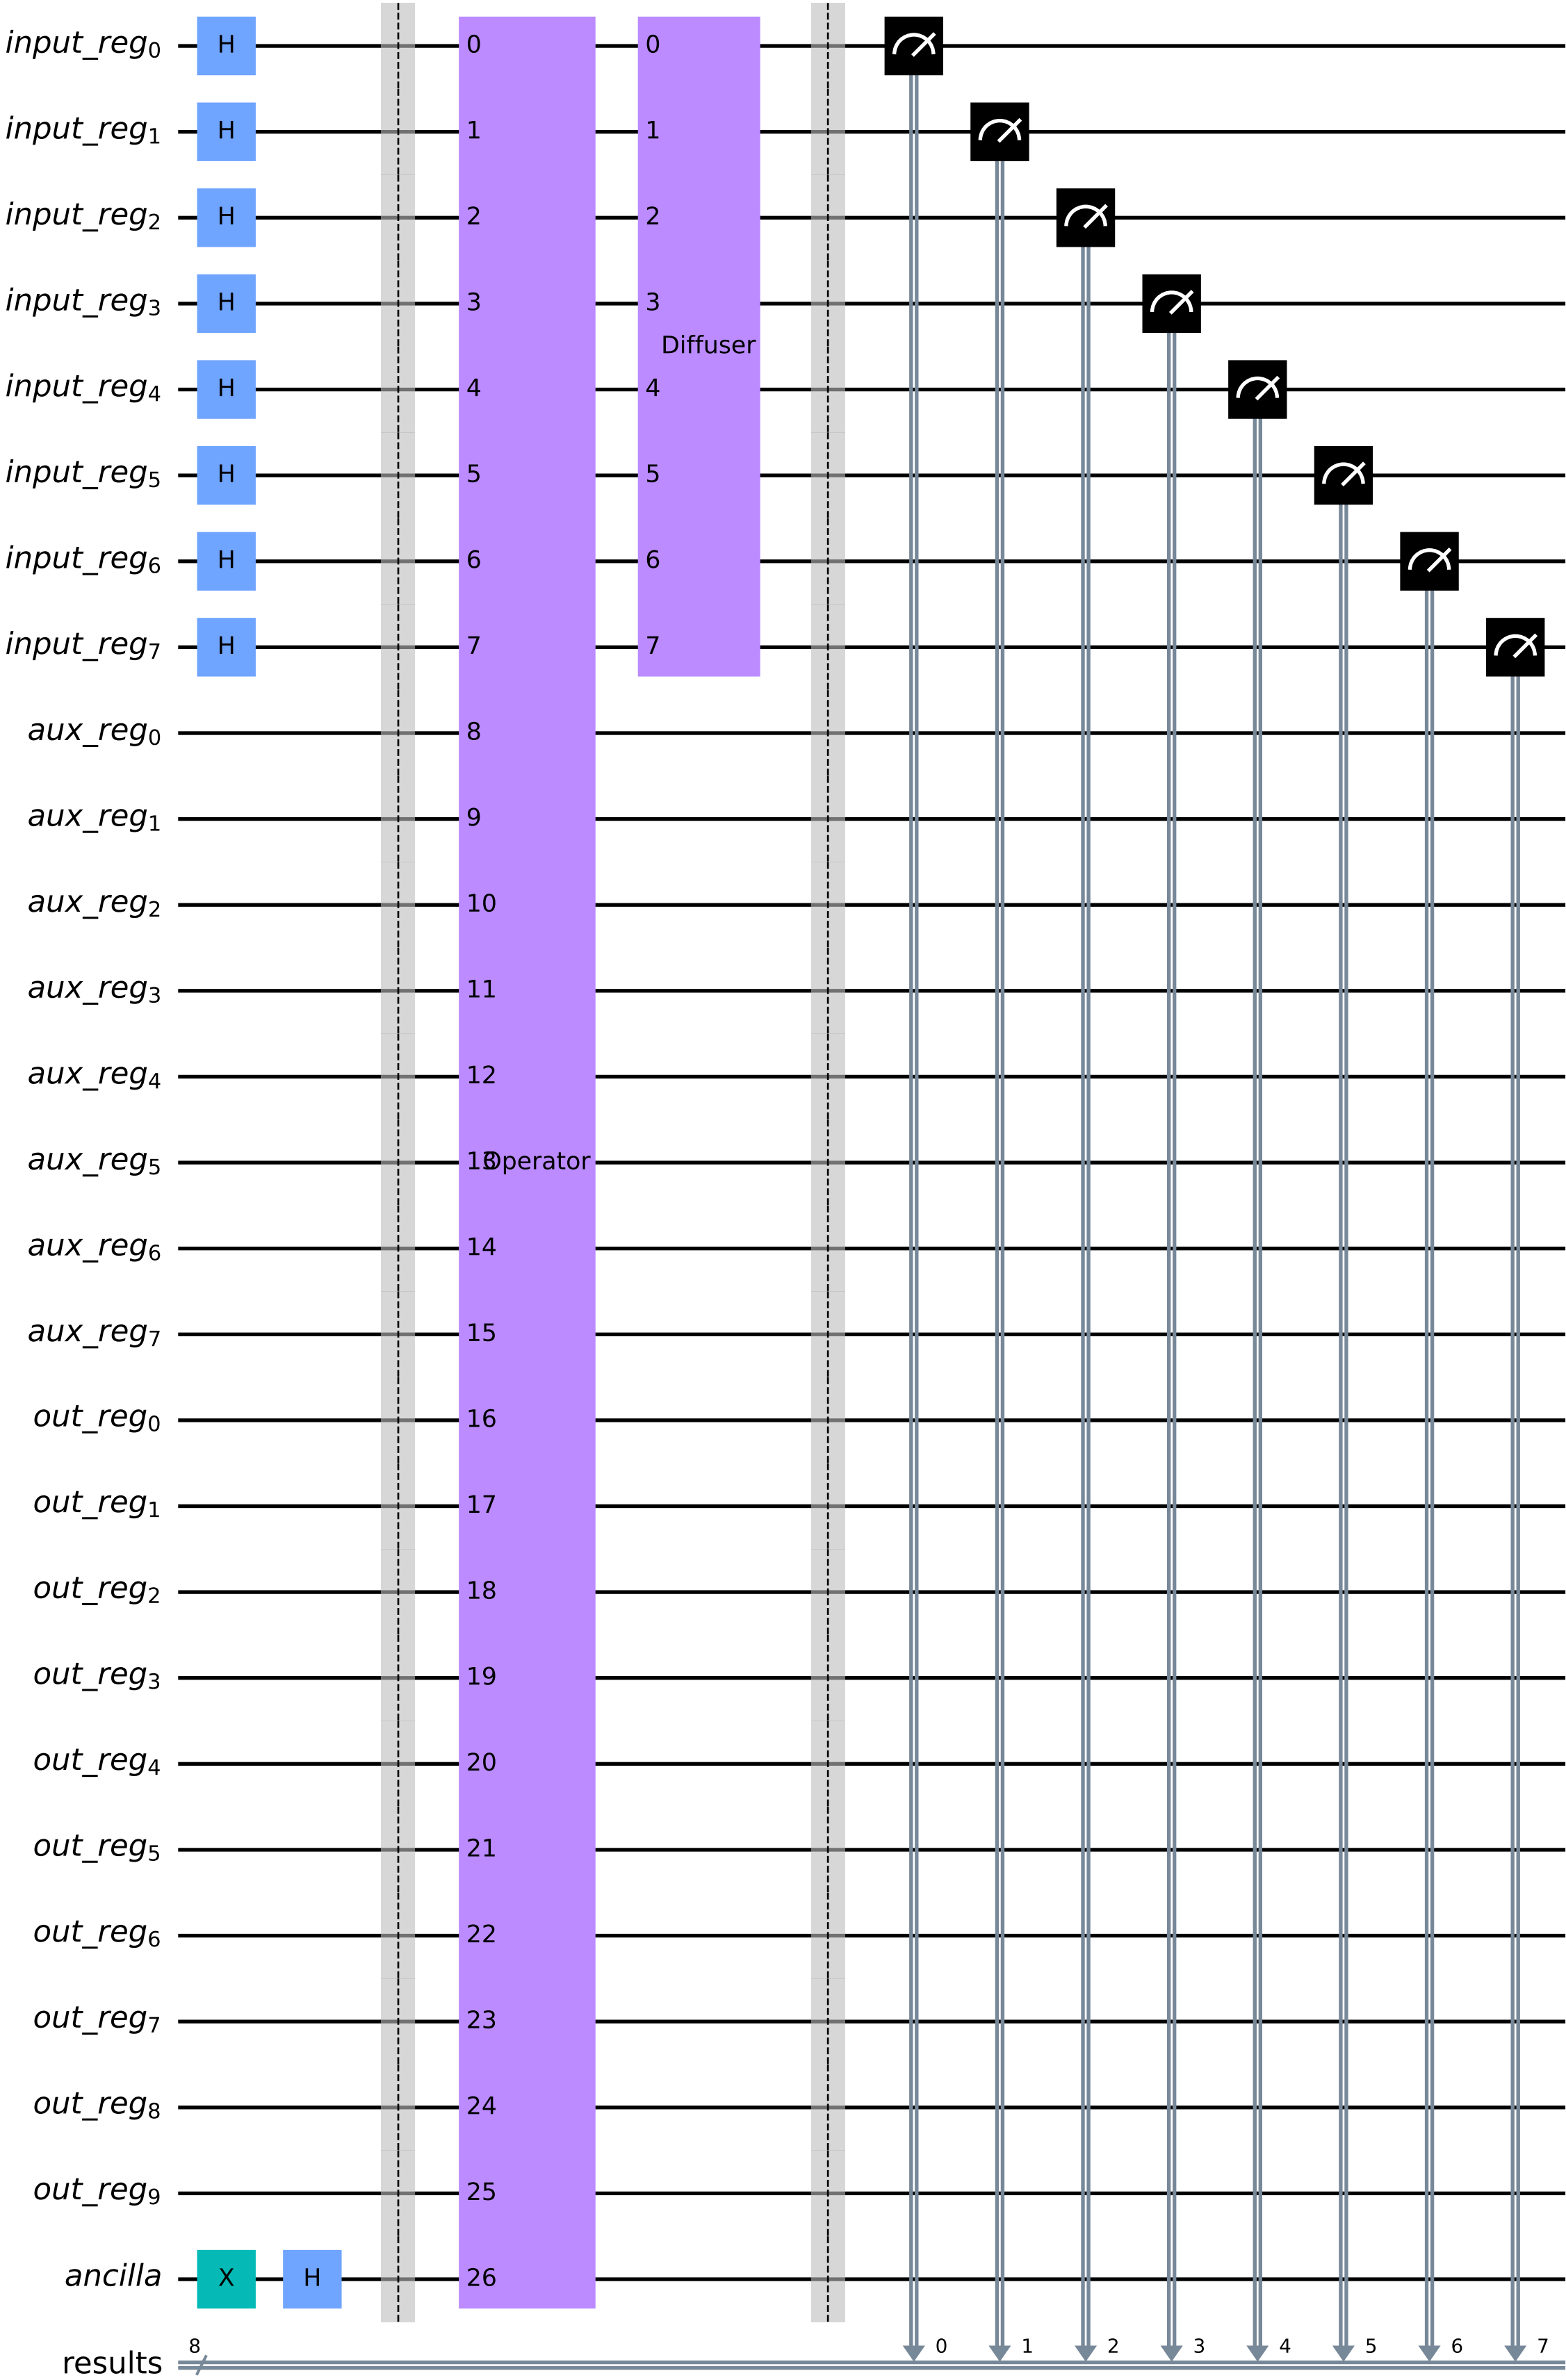 input_reg0 H 0 0
input_reg1 H 1 1
input_reg2 H 2 2
input_reg3 H 3 3
Diffuser
input_reg4 H 4 4
input_reg5 H 5 5
input_reg6 H 6 6
input_reg7 H 7 7
aux_reg0 8
aux_reg1 9
aux_reg2 10
aux_reg3 11
aux_reg4 12
aux_reg5 13 Operator
aux_reg6 14
aux_reg7 15
out_reg0 16
out_reg1 17
out_reg2 18
out_reg3 19
out_reg4 20
out_reg5 21
out_reg6 22
out_reg7 23
out_reg8 24
out_reg9 25
ancilla X H 26
8 0 1 2 3 4 5 6 7
results